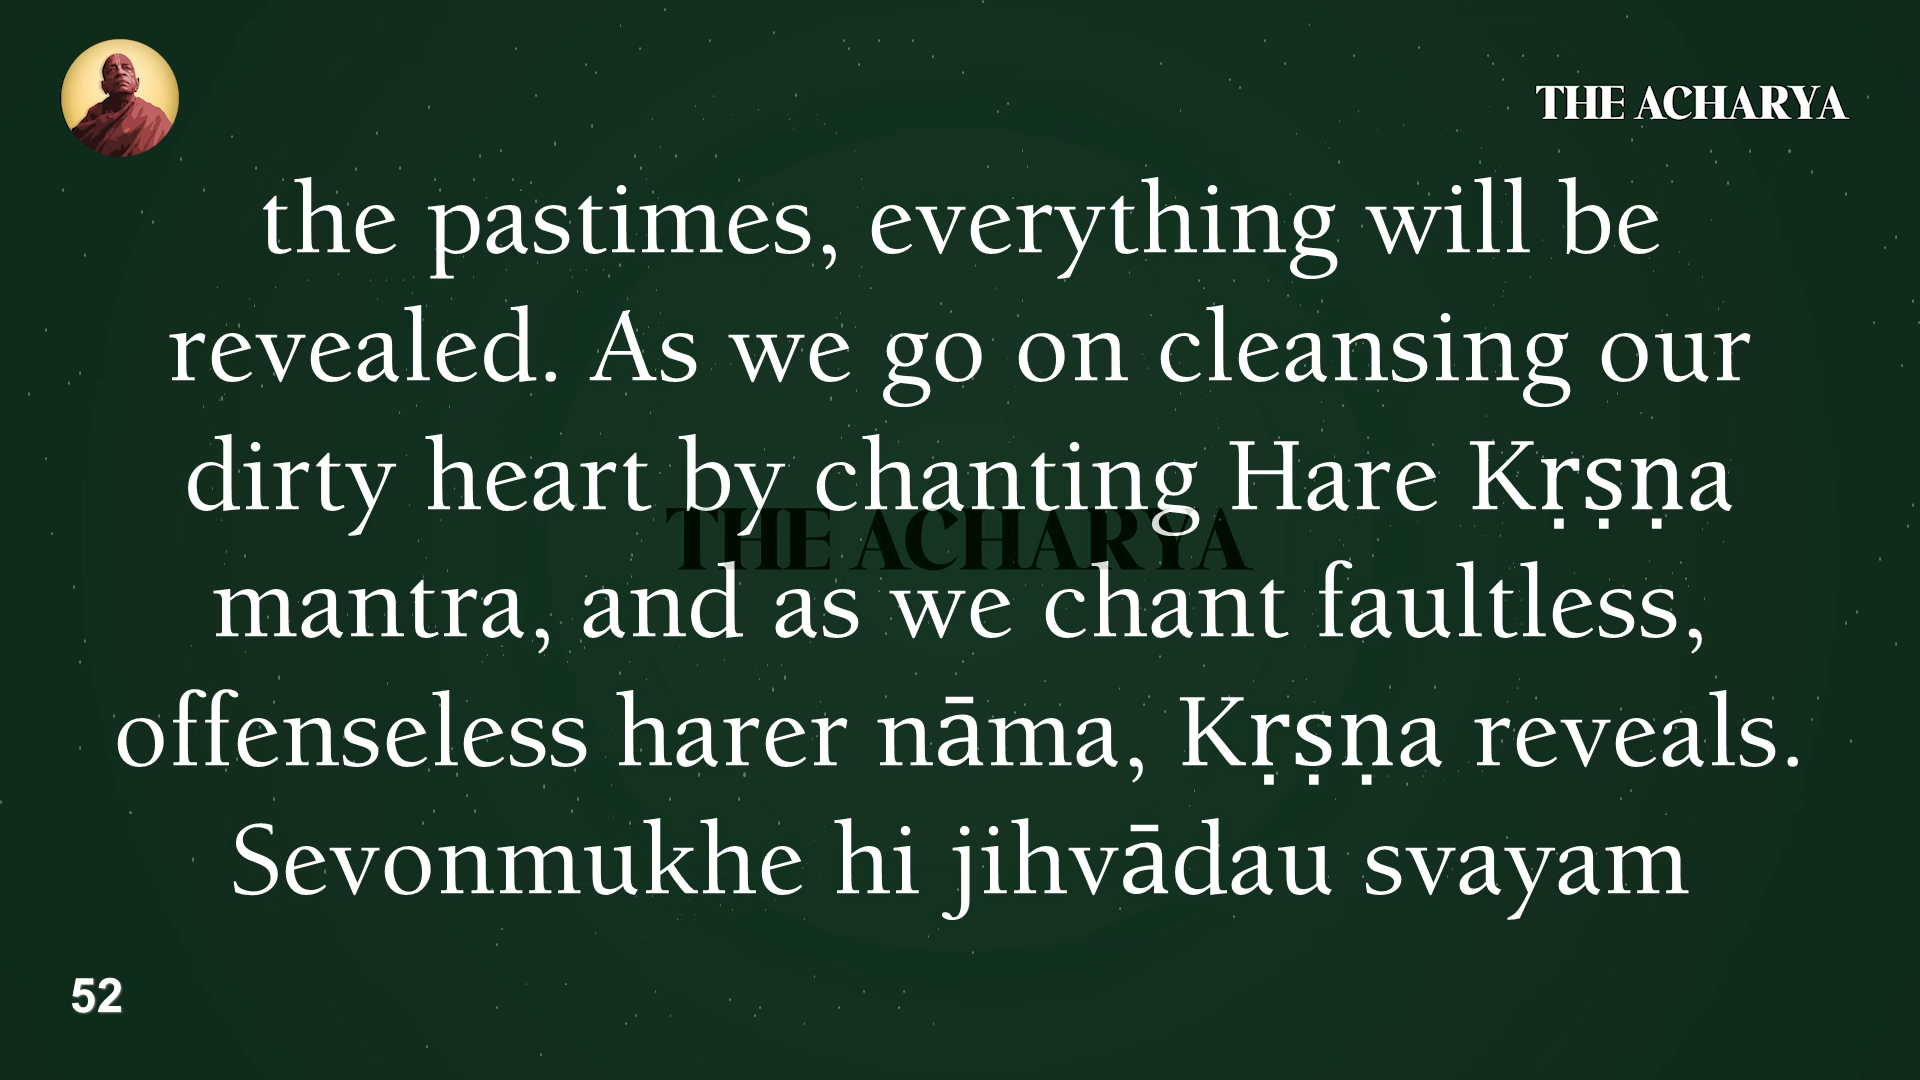 THE ACHARYA
the pastimes, everything will be
revealed. As we go on cleansing our
dirty heart by chanting Hare Kṛṣṇa
THE ACHARYA
mantra, and as we chant faultless,
offenseless harer nāma, Kṛṣṇa reveals.
Sevonmukhe hi jihvādau svayam
52